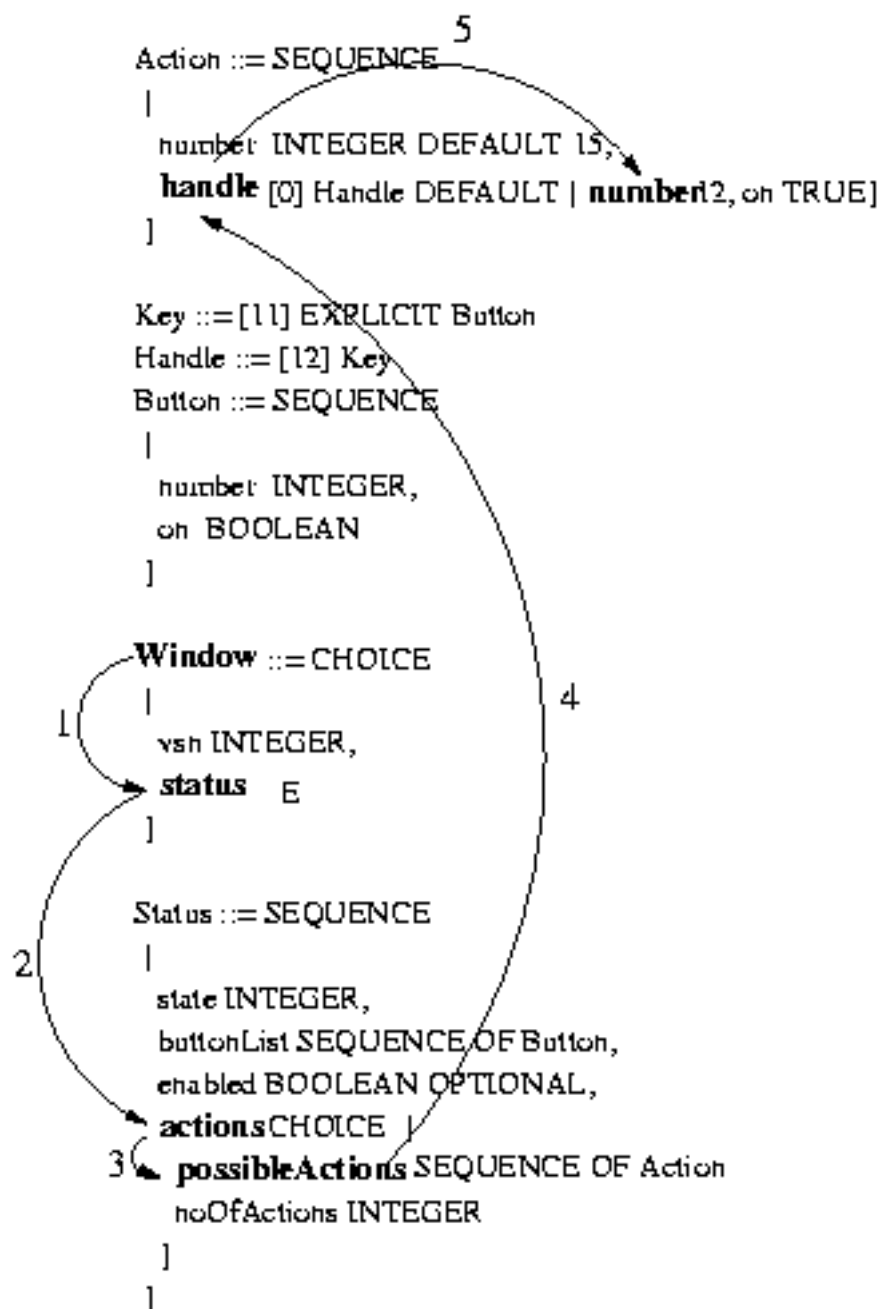 5
Action ::= SEQUENCE
|
number INTEGER DEFAULT 15,
handle [0] Handle DEFAULT | number12, on TRUE]
]
Key ::= [11] EXPLICIT Button
Handle ::= [12] Key
Button ::= SEQUENCE
|
number INTEGER,
on BOOLEAN
]
Window ::= CHOICE
|
1
4
vsn INTEGER,
status E
]
Status ::= SEQUENCE
2
|
state INTEGER,
buttonList SEQUENCE OF Button,
enabled BOOLEAN OPTIONAL,
actions CHOICE |
3 possibleActions SEQUENCE OF Action
noOfActions INTEGER
]
]